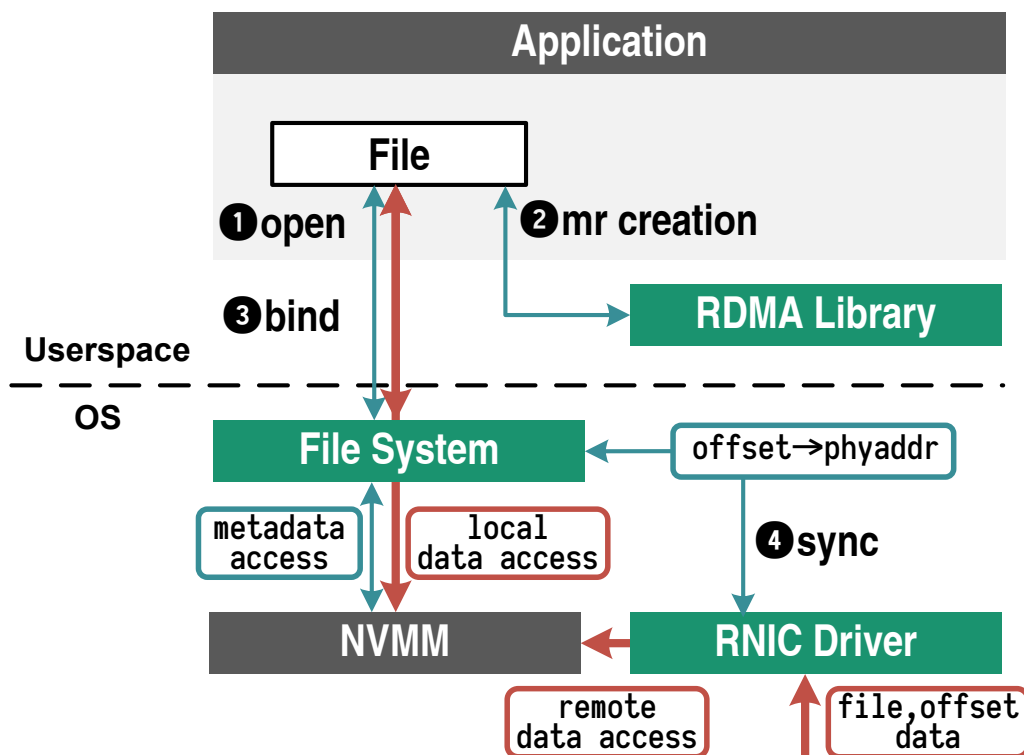 Application
File
❶open
❷mr creation
❸bind
RDMA Library
Userspace
OS
File System
offset→phyaddr
metadata
access
local
data access
❹sync
NVMM
RNIC Driver
remote
data access
file,offset
data